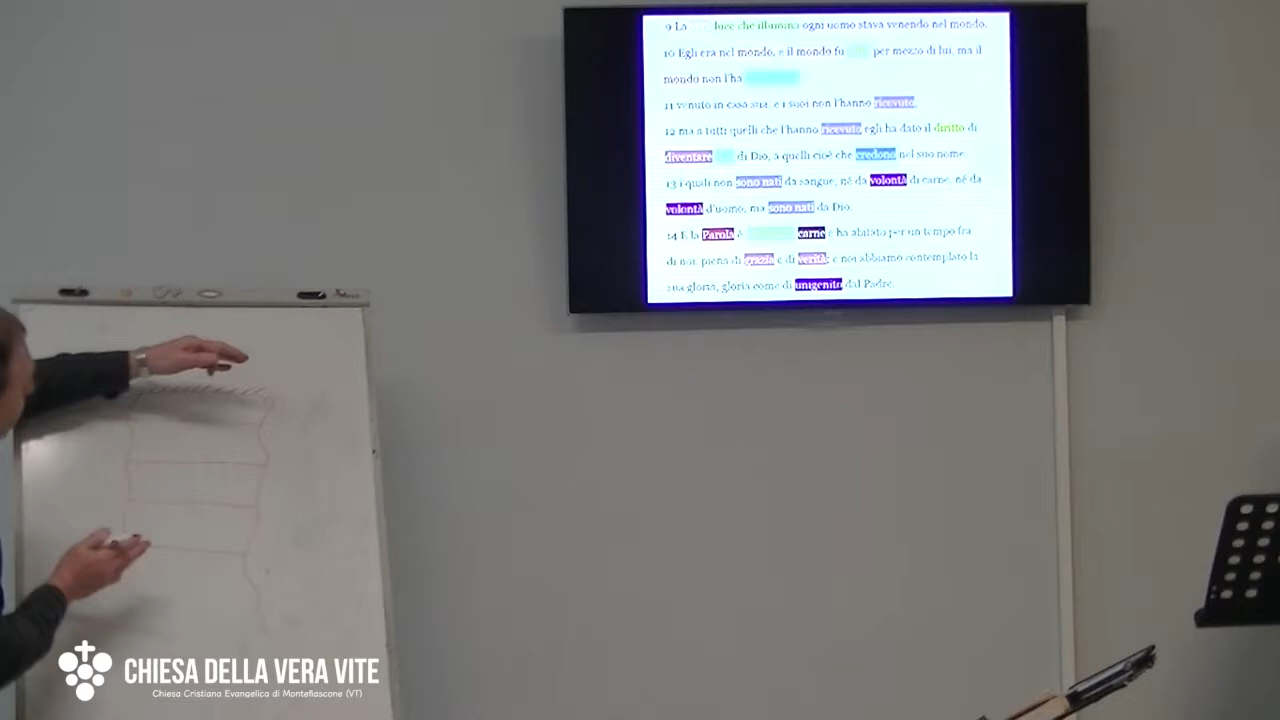 9 La luce che illumina ogni uomo stava venendo nel mondo.
10 Egli era nel mondo, e il mondo fu per mezzo di lui, ma il
mondo non l'ha
11 venuto in casa sua e i suoi non l'hanno ricevuto,
12 ma a tutti quelli che l'hanno ricevuto egli ha dato il diritto di
diventare di Dio, a quelli cioè che credono nel suo nome
13 i quali non sono nati da sangue, né da volontà di carne, né da
volontà d'uomo, ma sono nati da Dio.
14 E la Parola è carne e ha abitato per un tempo fra
di noi, piena di grazia e di verità; e noi abbiamo contemplato la
sua gloria, gloria come di unigenito dal Padre.
CHIESA DELLA VERA VITE
Chiesa Cristiana Evangelica di Montefiascone (VT)